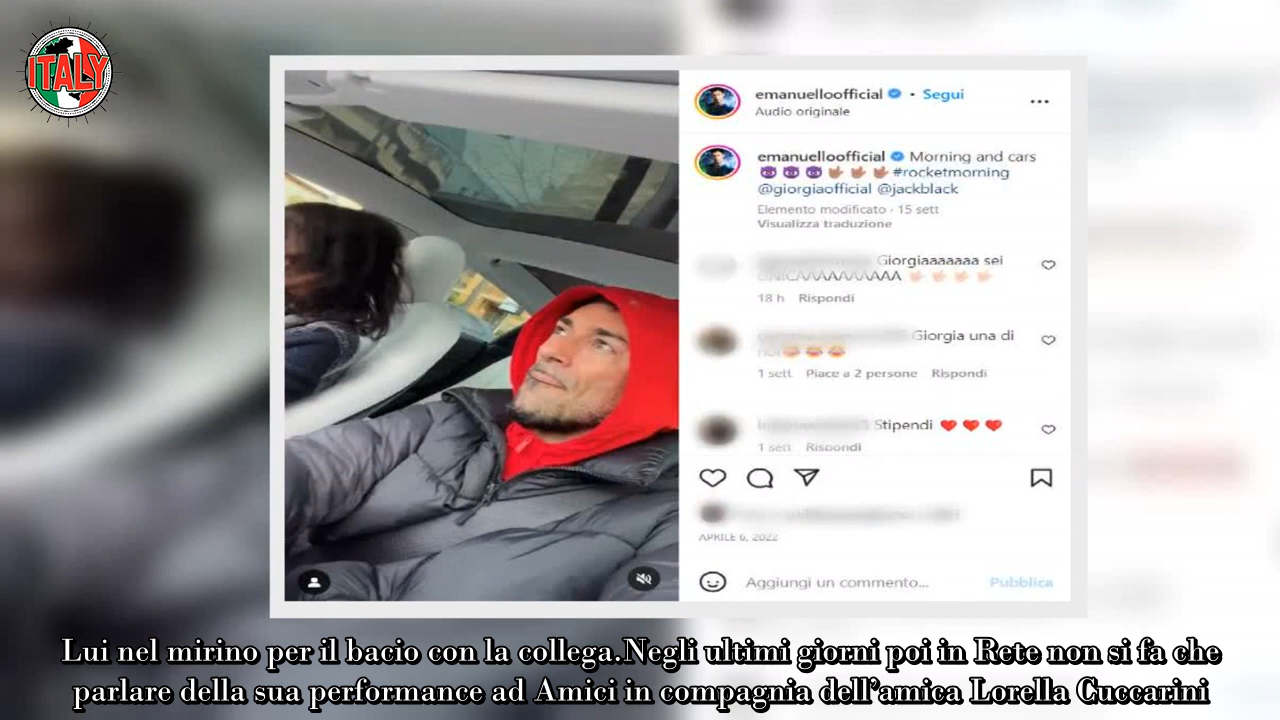 ITALY
emanuelloofficial • Segui
Audio originale
emanuelloofficial Morning and cars
😈😈😈🤟🏽🤟🏽🤟🏽#rocketmorning
@giorgiaofficial @jackblack
Elemento modificato · 15 sett
Visualizza traduzione
Giorgiaaaaaaa sei
18 h Rispondi
Giorgia una di
1 sett Piace a 2 persone Rispondi
Stipendi ❤️❤️❤️
1 sett Rispondi
APRILE 6, 2022
Aggiungi un commento... Pubblica
Lui nel mirino per il bacio con la collega.Negli ultimi giorni poi in Rete non si fa che
parlare della sua performance ad Amici in compagnia dell'amica Lorella Cuccarini